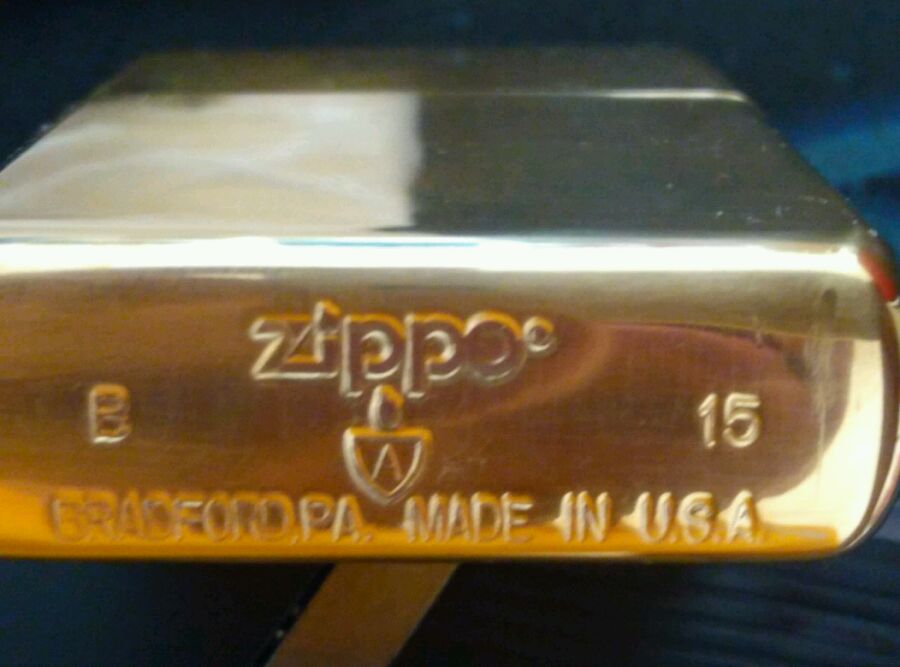 zippo®
B 15
A
BRADFORD, PA. MADE IN U.S.A.